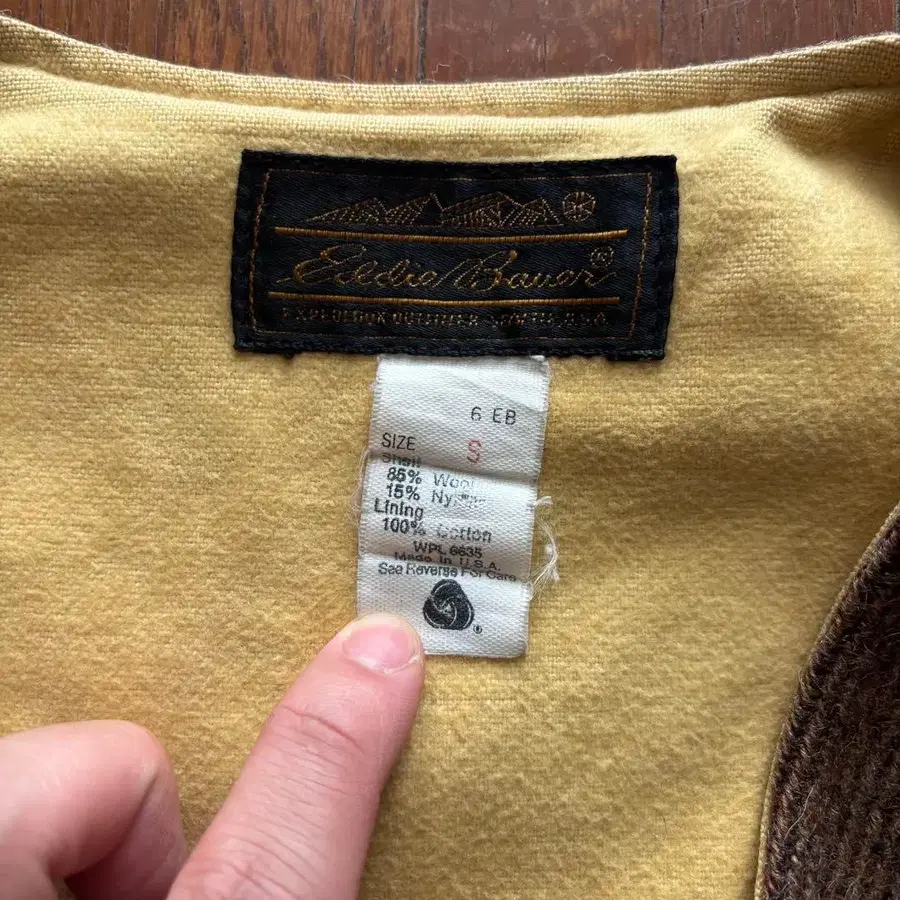 Eddie Bauer®
EXPEDITION OUTFITTER SEATTLE U.S.A.
6 EB
SIZE S
Shell
85% Wool
15% Nylon
Lining
100% Cotton
WPL 6635
Made In U.S.A.
See Reverse For Care
®